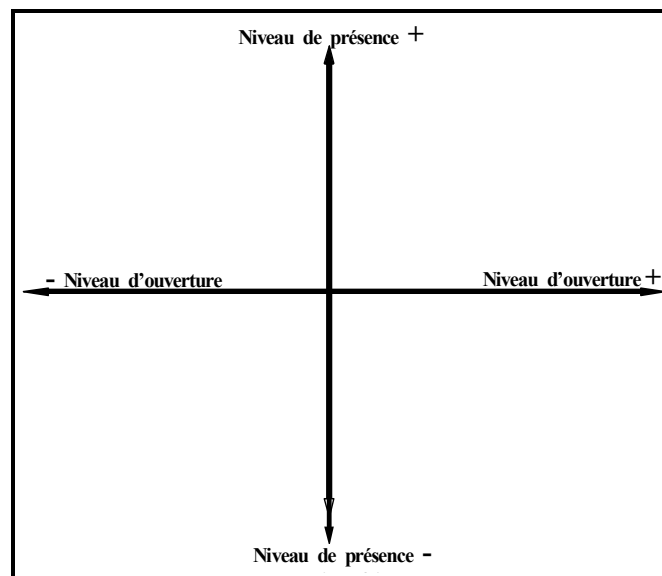 Niveau de présence +
- Niveau d'ouverture
Niveau d'ouverture +
Niveau de présence -